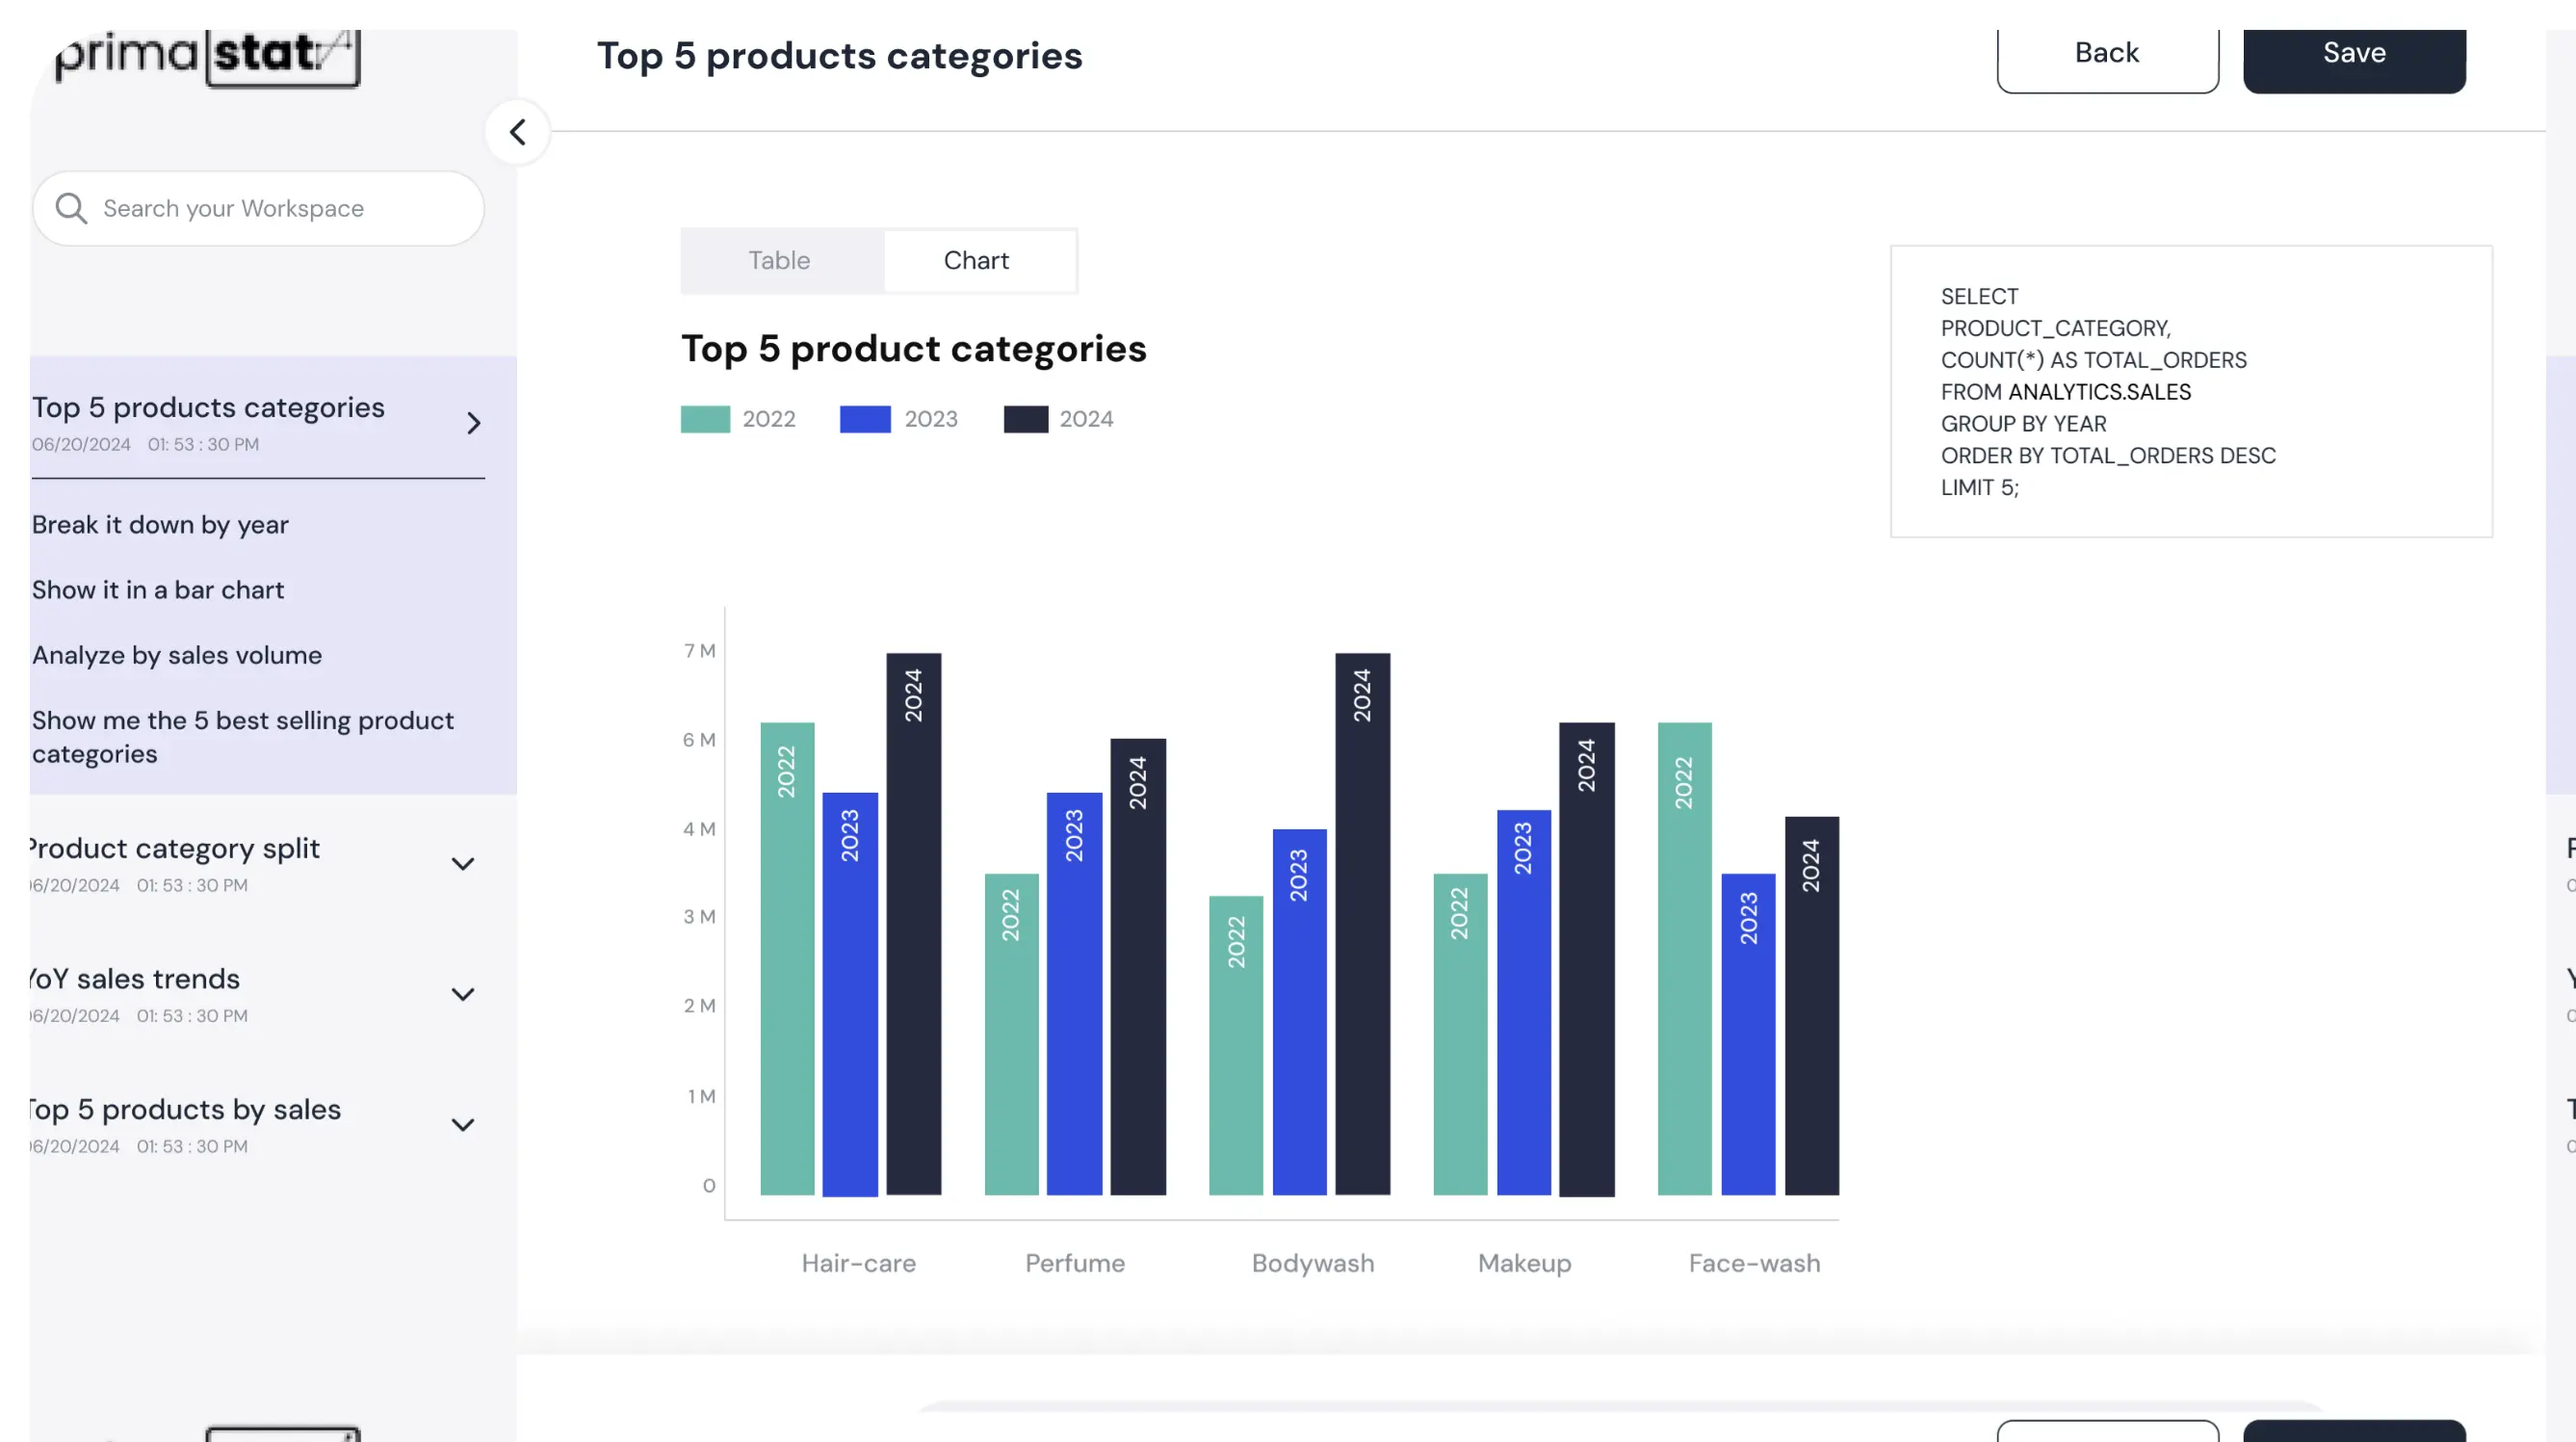 prima stat
Top 5 products categories
Back
Save
Search your Workspace
Top 5 products categories
06/20/2024 01: 53 : 30 PM
Break it down by year
Show it in a bar chart
Analyze by sales volume
Show me the 5 best selling product
categories
Product category split
06/20/2024 01: 53 : 30 PM
YoY sales trends
06/20/2024 01: 53 : 30 PM
Top 5 products by sales
06/20/2024 01: 53 : 30 PM
Table
Chart
Top 5 product categories
2022
2023
2024
SELECT
PRODUCT_CATEGORY,
COUNT(*) AS TOTAL_ORDERS
FROM ANALYTICS.SALES
GROUP BY YEAR
ORDER BY TOTAL_ORDERS DESC
LIMIT 5;
7 M
6 M
4 M
3 M
2 M
1 M
0
2022
2023
2024
2022
2023
2024
2022
2023
2024
2022
2023
2024
2022
2023
2024
Hair-care
Perfume
Bodywash
Makeup
Face-wash